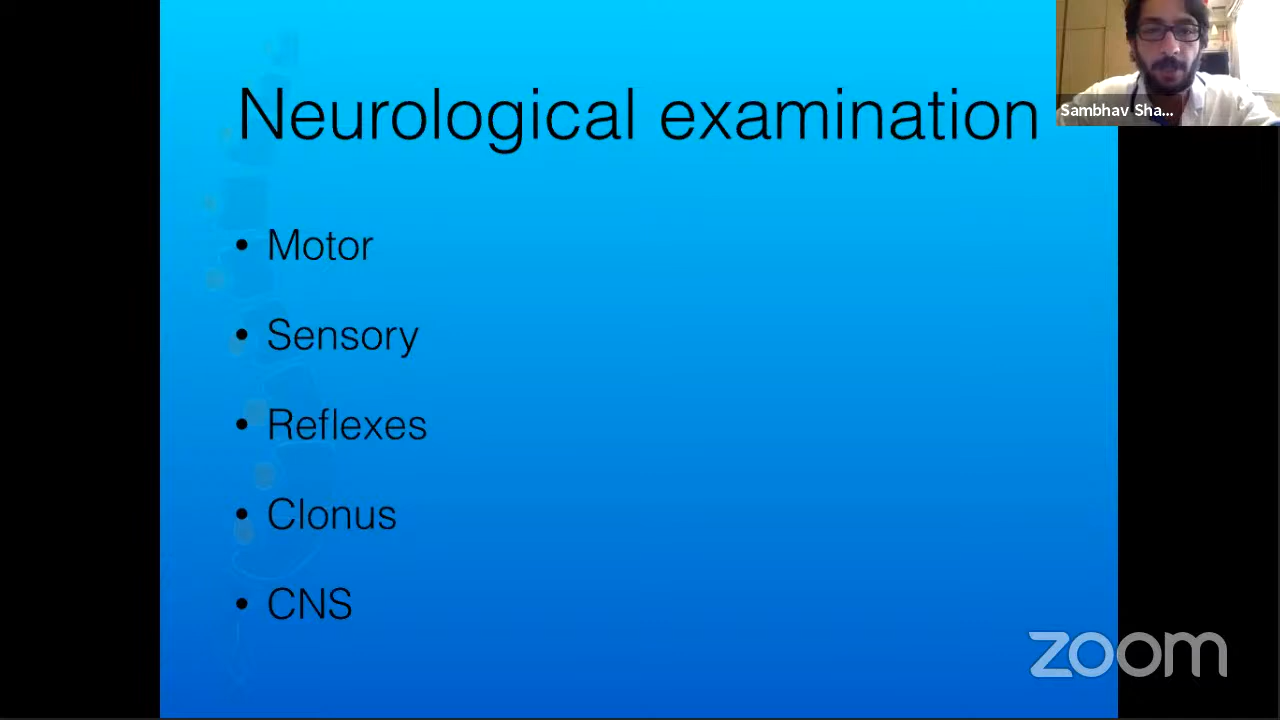 Neurological examination
Sambhav Sha...
• Motor
• Sensory
• Reflexes
• Clonus
• CNS
zoom